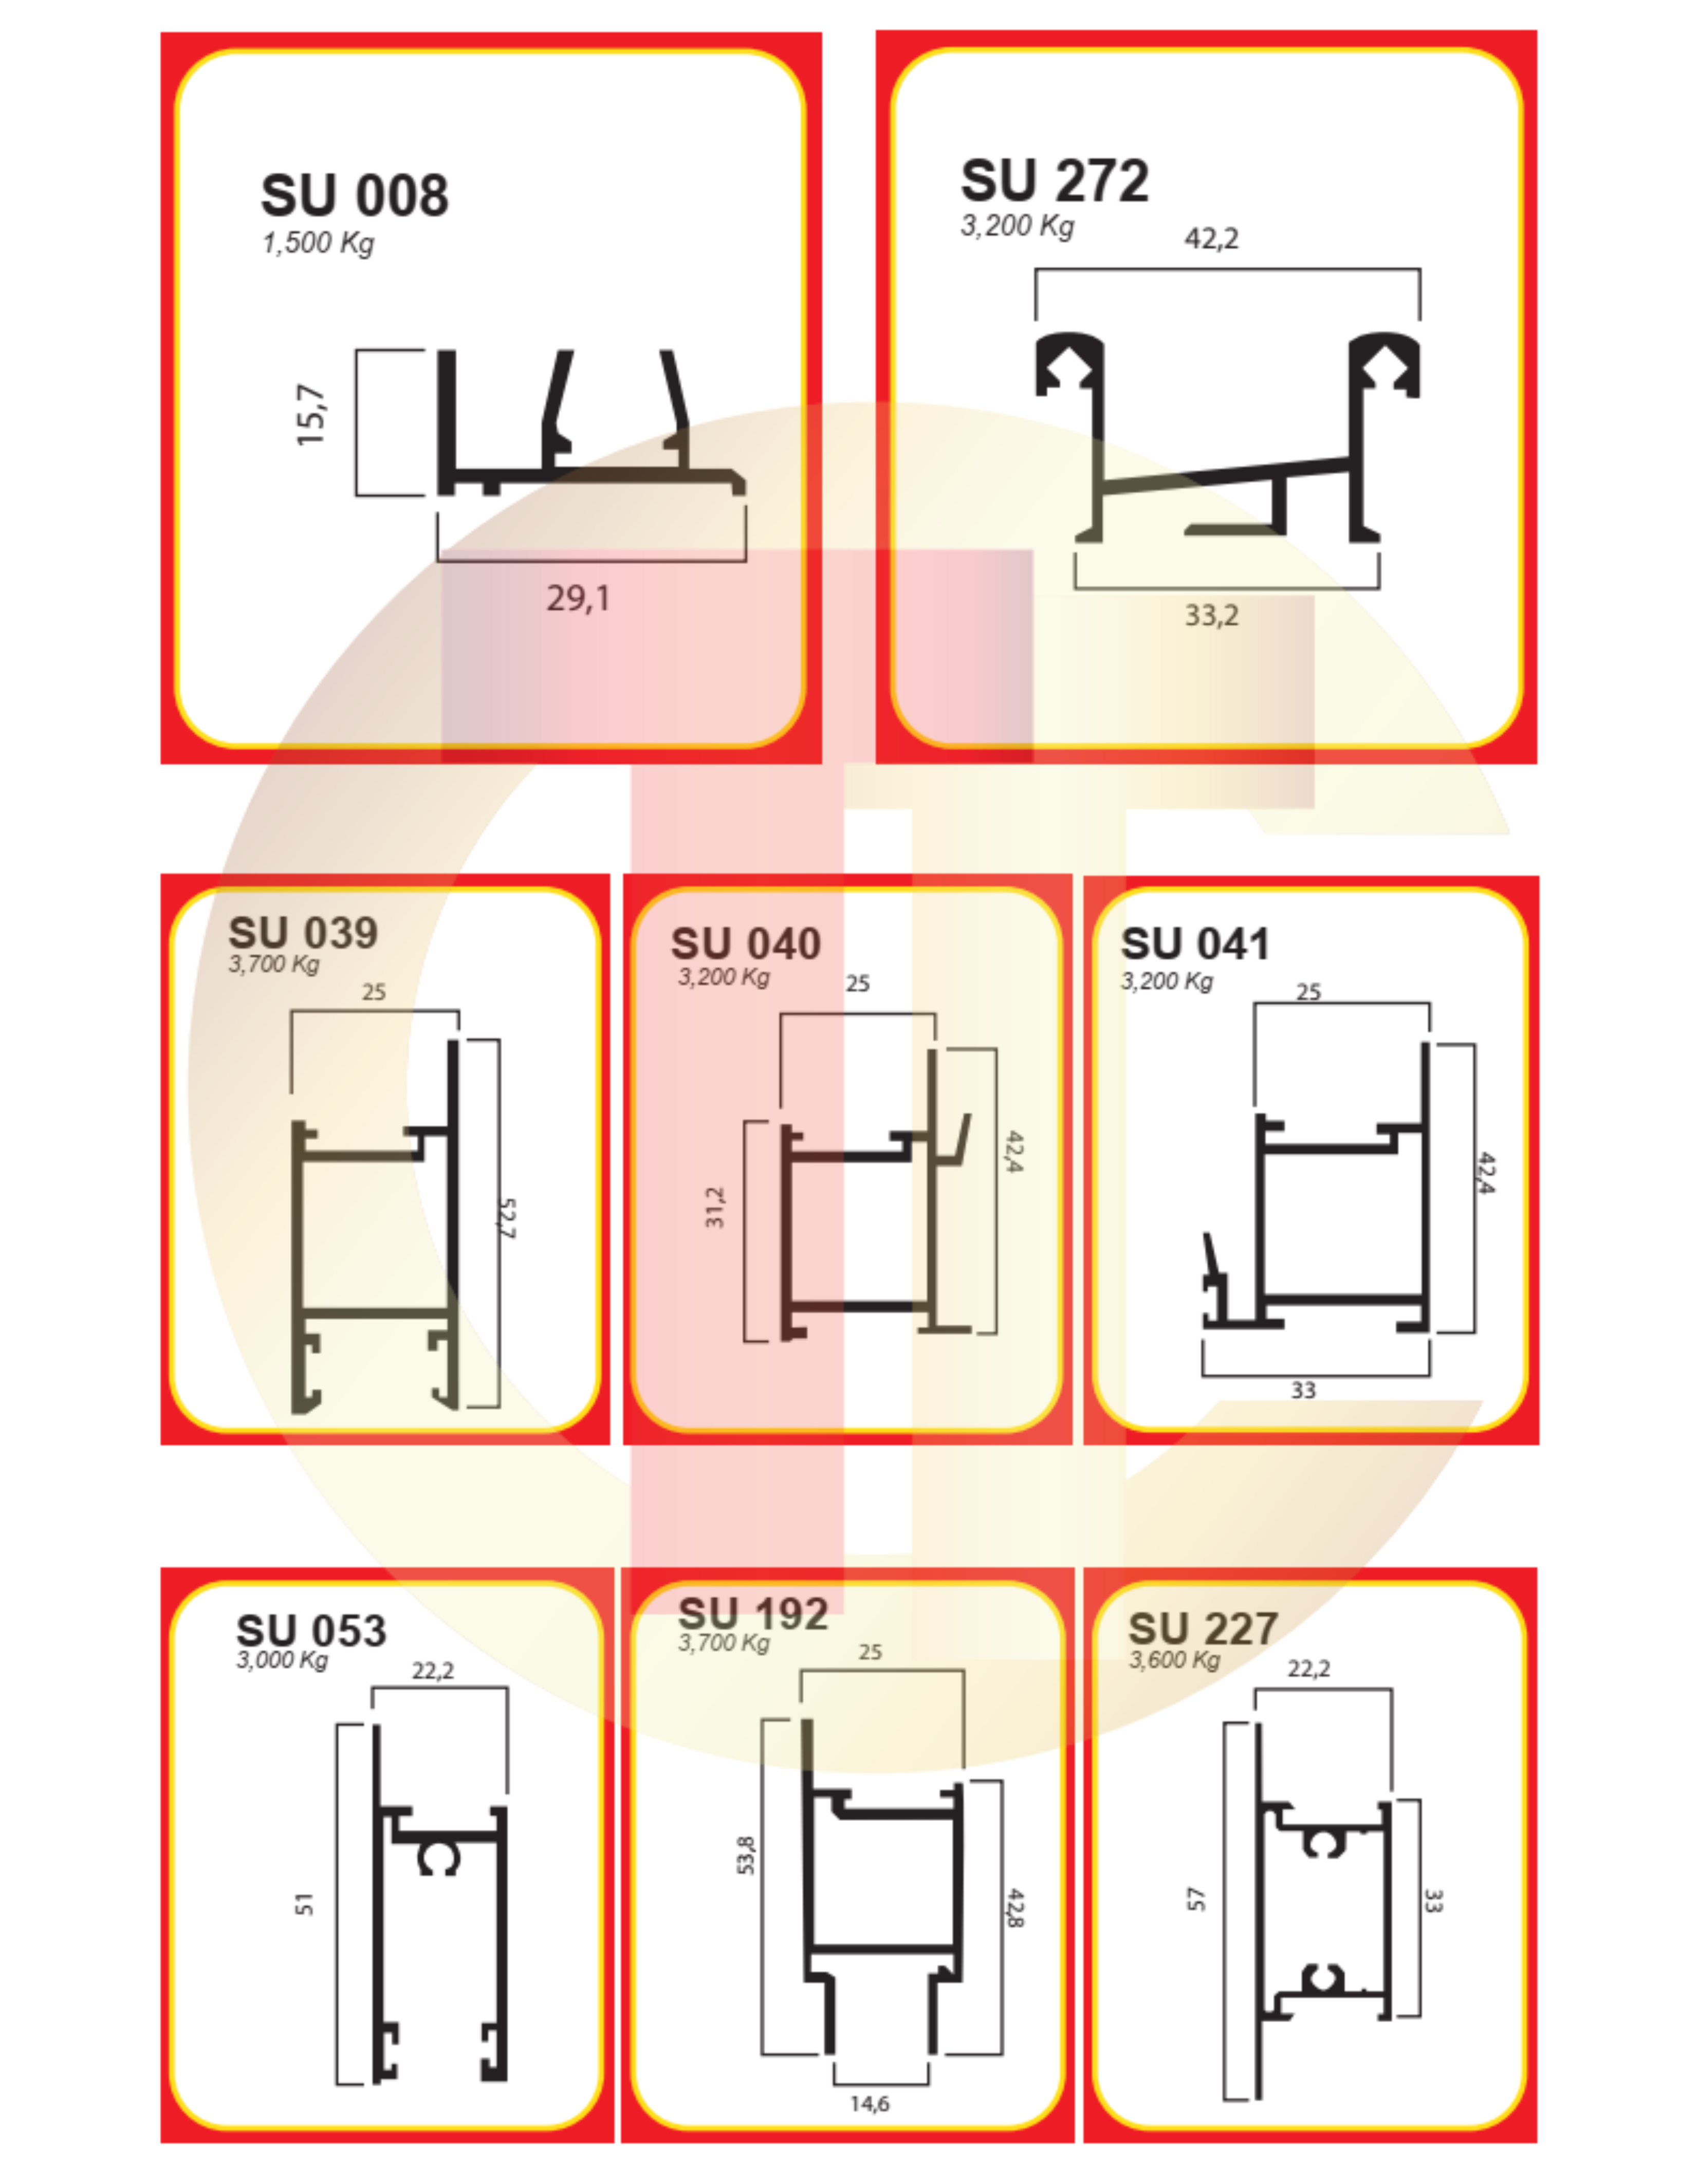 SU 008
1,500 Kg
15,7
29,1
SU 272
3,200 Kg
42,2
33,2
SU 039
3,700 Kg
25
52,7
SU 040
3,200 Kg
25
31,2
42,4
SU 041
3,200 Kg
25
42,4
33
SU 053
3,000 Kg
22,2
51
SU 192
3,700 Kg
25
53,8
42,8
14,6
SU 227
3,600 Kg
22,2
57
33